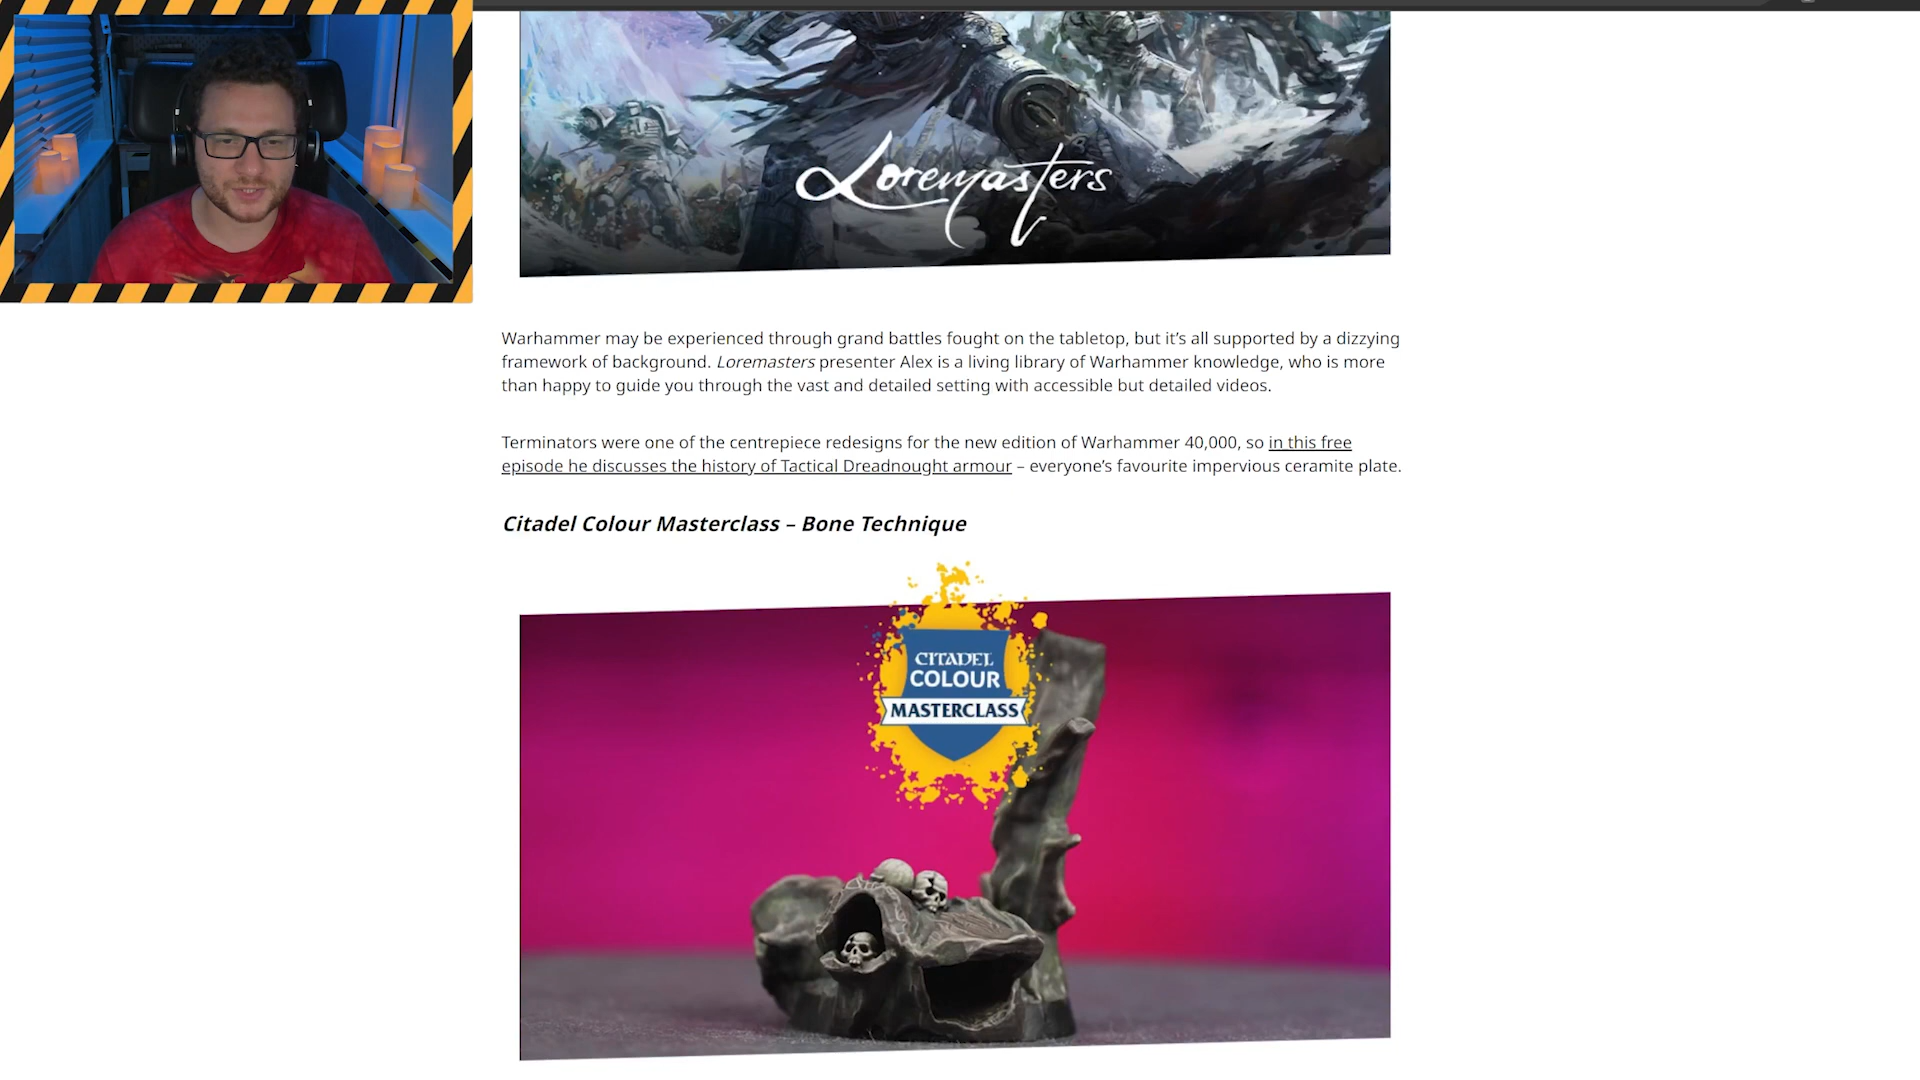 Loremasters
Warhammer may be experienced through grand battles fought on the tabletop, but it’s all supported by a dizzying
framework of background. Loremasters presenter Alex is a living library of Warhammer knowledge, who is more
than happy to guide you through the vast and detailed setting with accessible but detailed videos.
Terminators were one of the centrepiece redesigns for the new edition of Warhammer 40,000, so in this free
episode he discusses the history of Tactical Dreadnought armour – everyone’s favourite impervious ceramite plate.
Citadel Colour Masterclass – Bone Technique
CITADEL
COLOUR
MASTERCLASS